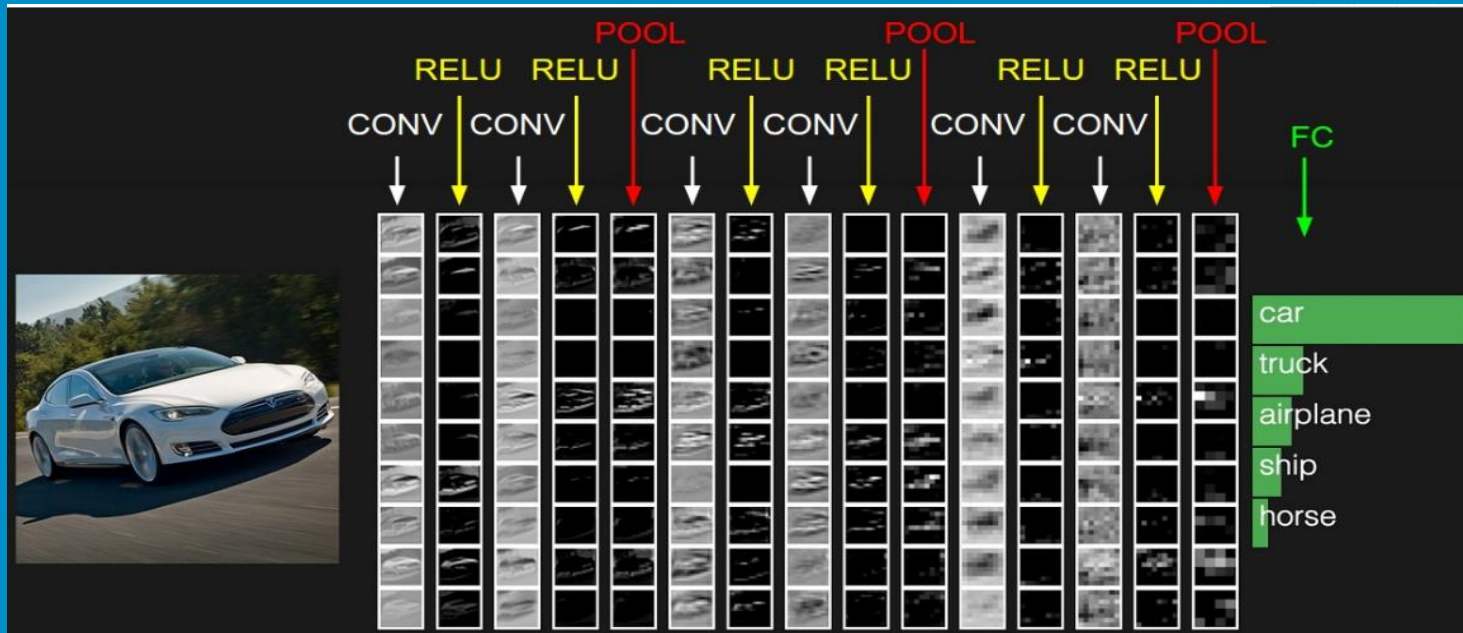 POOL POOL POOL
RELU RELU RELU RELU RELU RELU
CONV CONV CONV CONV CONV CONV
FC
car
truck
airplane
ship
horse